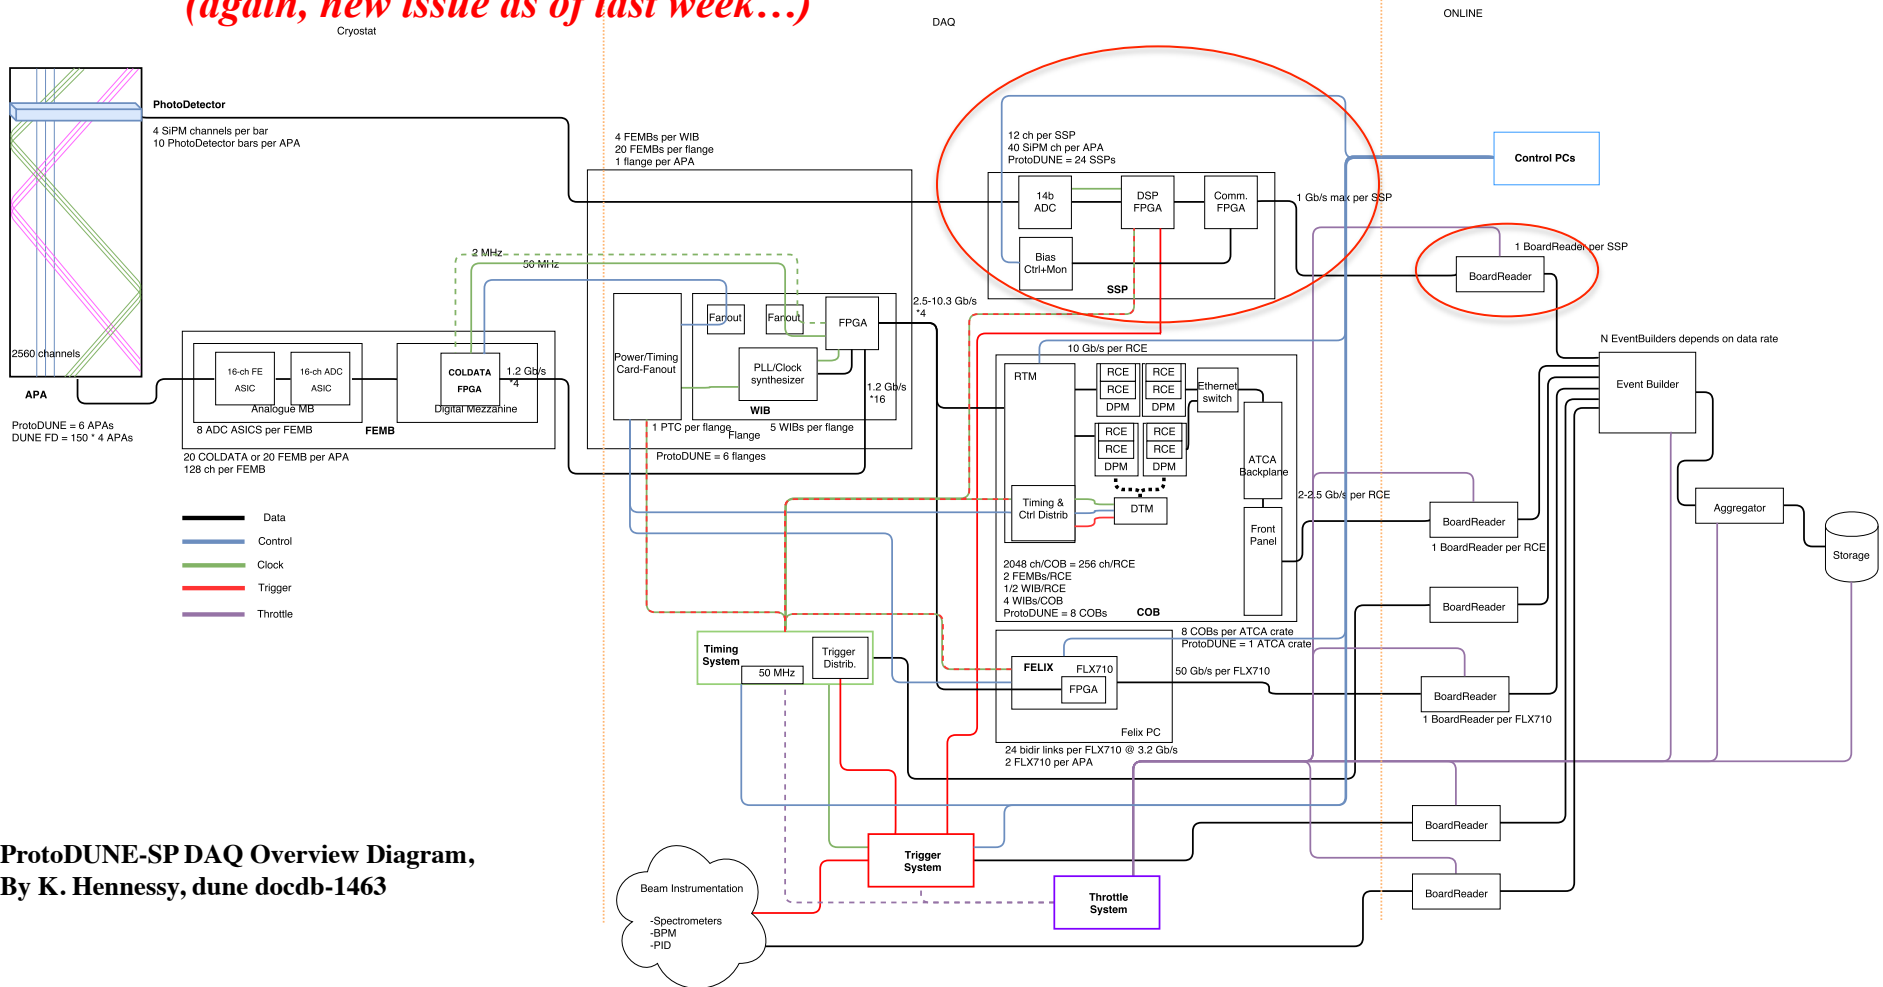 (again, new issue as of last week…)
Cryostat
DAQ
ONLINE
PhotoDetector
4 SiPM channels per bar
10 PhotoDetector bars per APA
2560 channels
APA
ProtoDUNE = 6 APAs
DUNE FD = 150 * 4 APAs
16-ch FE
ASIC
16-ch ADC
ASIC
Analogue MB
8 ADC ASICS per FEMB
FEMB
COLDATA
FPGA
Digital Mezzanine
1.2 Gb/s
*4
20 COLDATA or 20 FEMB per APA
128 ch per FEMB
2 MHz
50 MHz
4 FEMBs per WIB
20 FEMBs per flange
1 flange per APA
Power/Timing
Card-Fanout
Fanout
Fanout
FPGA
PLL/Clock
synthesizer
WIB
1.2 Gb/s
*16
1 PTC per flange
5 WIBs per flange
Flange
ProtoDUNE = 6 flanges
2.5-10.3 Gb/s
*4
12 ch per SSP
40 SiPM ch per APA
ProtoDUNE = 24 SSPs
14b
ADC
DSP
FPGA
Comm.
FPGA
Bias
Ctrl+Mon
SSP
1 Gb/s max per SSP
Control PCs
1 BoardReader per SSP
BoardReader
10 Gb/s per RCE
RTM
RCE
RCE
DPM
RCE
RCE
DPM
RCE
RCE
DPM
RCE
RCE
DPM
Ethernet
switch
ATCA
Backplane
Timing &
Ctrl Distrib
DTM
Front
Panel
2048 ch/COB = 256 ch/RCE
2 FEMBs/RCE
1/2 WIB/RCE
4 WIBs/COB
ProtoDUNE = 8 COBs
COB
2-2.5 Gb/s per RCE
8 COBs per ATCA crate
ProtoDUNE = 1 ATCA crate
N EventBuilders depends on data rate
Event Builder
Aggregator
Storage
BoardReader
1 BoardReader per RCE
BoardReader
BoardReader
1 BoardReader per FLX710
BoardReader
BoardReader
Data
Control
Clock
Trigger
Throttle
Timing
System
50 MHz
Trigger
Distrib.
FELIX
FLX710
FPGA
Felix PC
50 Gb/s per FLX710
24 bidir links per FLX710 @ 3.2 Gb/s
2 FLX710 per APA
Trigger
System
Throttle
System
Beam Instrumentation
-Spectrometers
-BPM
-PID
ProtoDUNE-SP DAQ Overview Diagram,
By K. Hennessy, dune docdb-1463